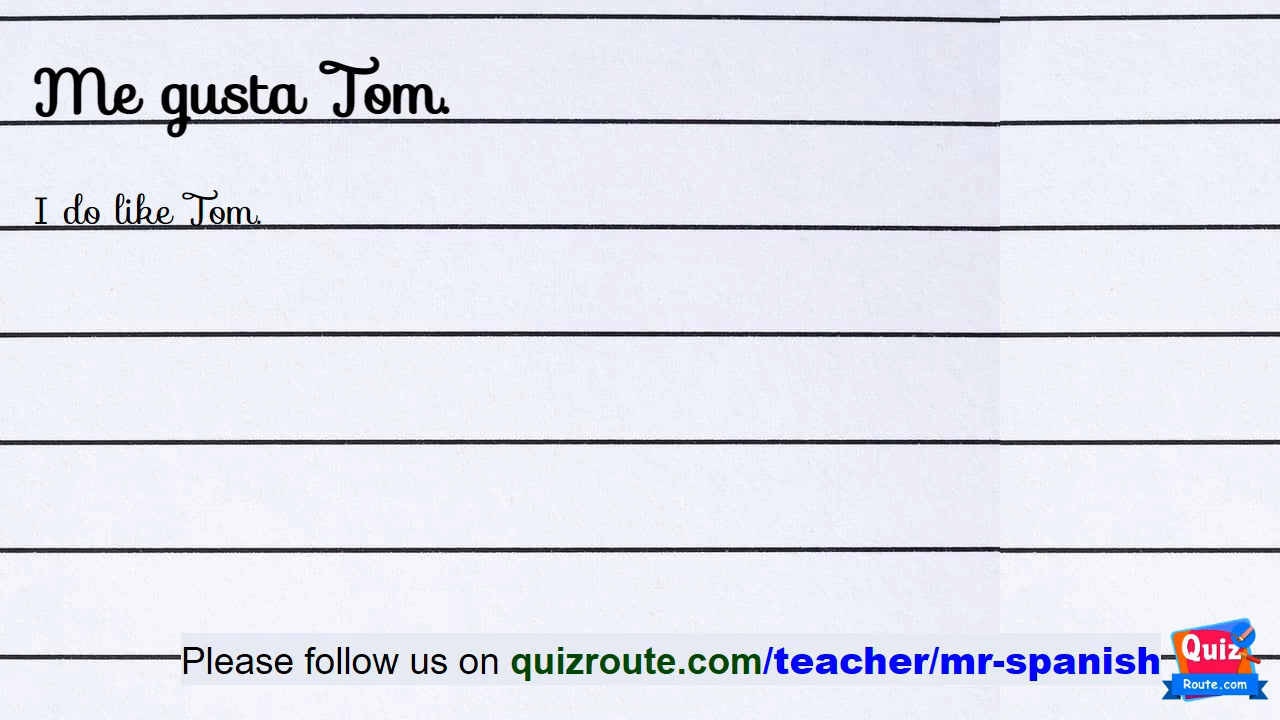 Me gusta Tom.
I do like Tom.
Please follow us on quizroute.com/teacher/mr-spanish
Quiz
Route.com